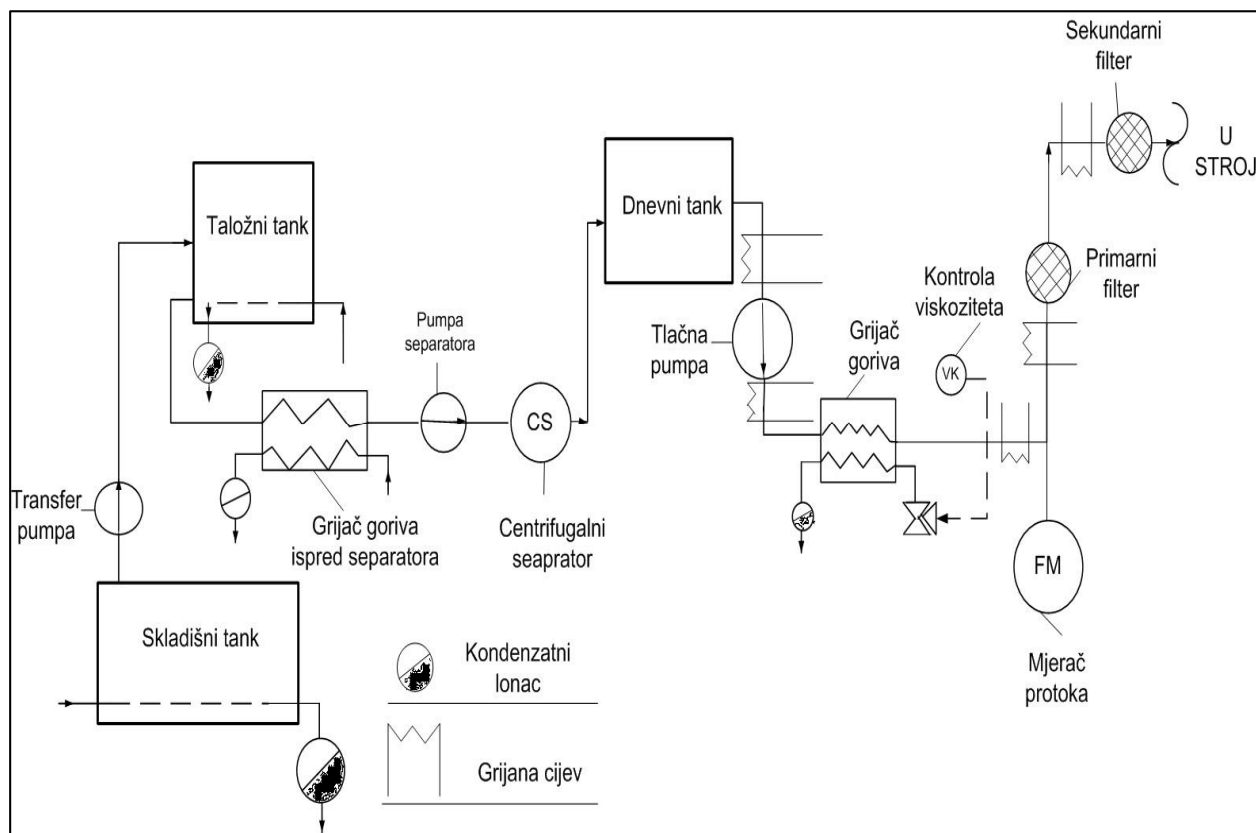 Sekundarni
filter
U
STROJ
Taložni tank
Dnevni tank
Kontrola
viskoziteta
Primarni
filter
Pumpa
separatora
Tlačna
pumpa
Grijač
goriva
VK
CS
Transfer
pumpa
Grijač goriva
ispred separatora
Centrifugalni
seaprator
FM
Skladišni tank
Kondenzatni
lonac
Mjerač
protoka
Grijana cijev